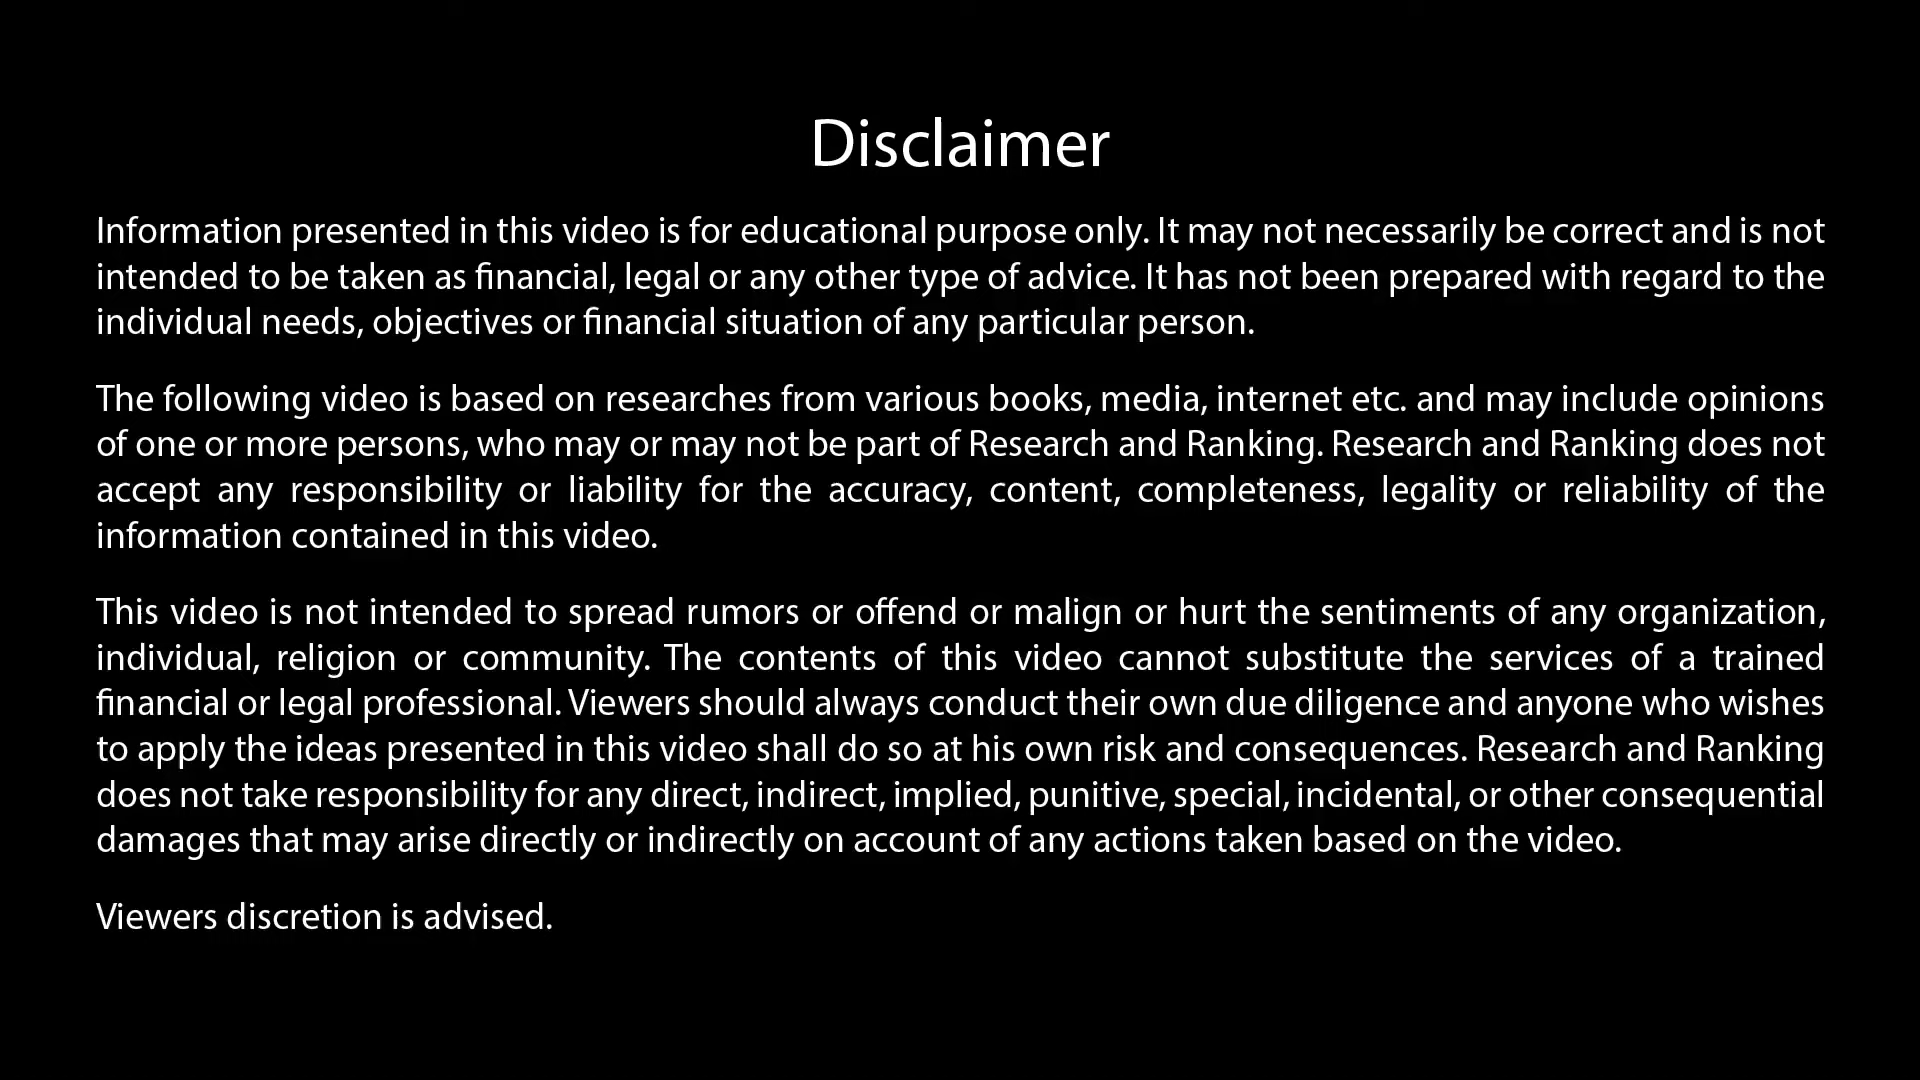 Disclaimer
Information presented in this video is for educational purpose only. It may not necessarily be correct and is not
intended to be taken as financial, legal or any other type of advice. It has not been prepared with regard to the
individual needs, objectives or financial situation of any particular person.
The following video is based on researches from various books, media, internet etc. and may include opinions
of one or more persons, who may or may not be part of Research and Ranking. Research and Ranking does not
accept any responsibility or liability for the accuracy, content, completeness, legality or reliability of the
information contained in this video.
This video is not intended to spread rumors or offend or malign or hurt the sentiments of any organization,
individual, religion or community. The contents of this video cannot substitute the services of a trained
financial or legal professional. Viewers should always conduct their own due diligence and anyone who wishes
to apply the ideas presented in this video shall do so at his own risk and consequences. Research and Ranking
does not take responsibility for any direct, indirect, implied, punitive, special, incidental, or other consequential
damages that may arise directly or indirectly on account of any actions taken based on the video.
Viewers discretion is advised.